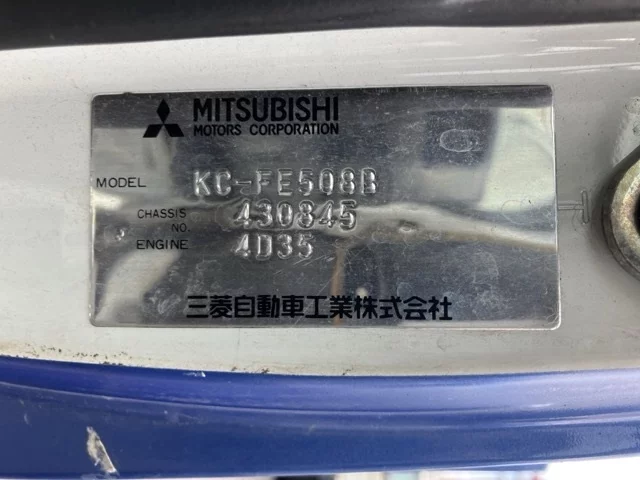 MITSUBISHI
MOTORS CORPORATION
MODEL KC-FE508B
CHASSIS NO. 430845
ENGINE 4D35
三菱自動車工業株式会社